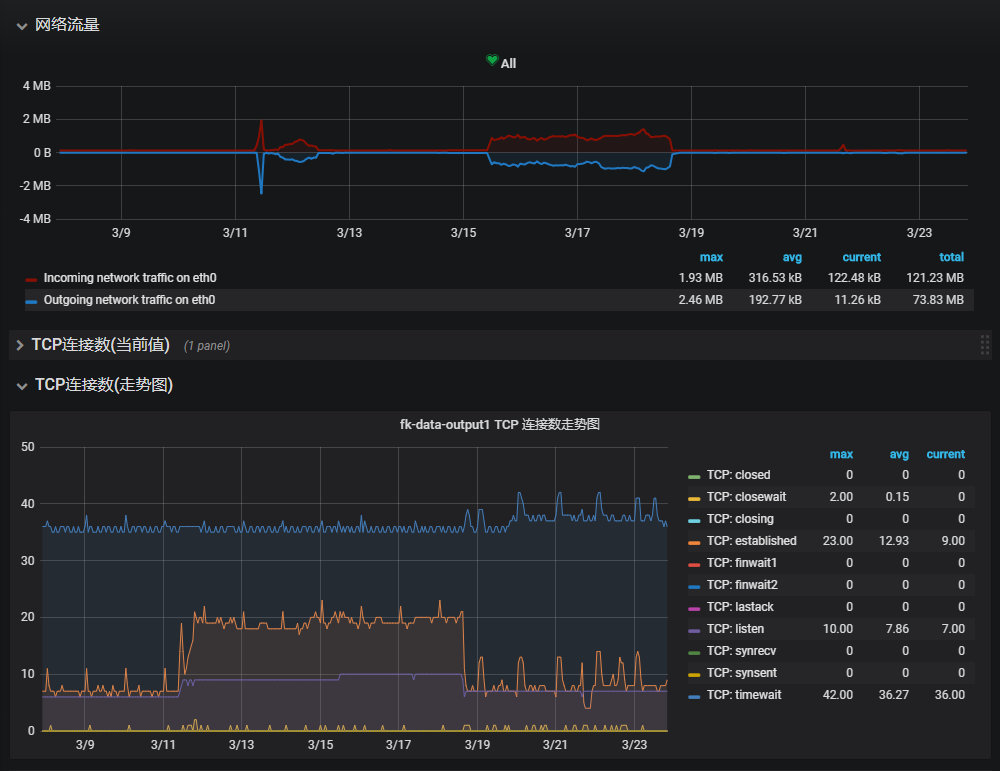 网络流量
All
4 MB
2 MB
0 B
-2 MB
-4 MB
3/9 3/11 3/13 3/15 3/17 3/19 3/21 3/23
max avg current total
Incoming network traffic on eth0 1.93 MB 316.53 kB 122.48 kB 121.23 MB
Outgoing network traffic on eth0 2.46 MB 192.77 kB 11.26 kB 73.83 MB
TCP连接数(当前值) (1 panel)
TCP连接数(走势图)
fk-data-output1 TCP 连接数走势图
50
40
30
20
10
0
3/9 3/11 3/13 3/15 3/17 3/19 3/21 3/23
max avg current
TCP: closed 0 0 0
TCP: closewait 2.00 0.15 0
TCP: closing 0 0 0
TCP: established 23.00 12.93 9.00
TCP: finwait1 0 0 0
TCP: finwait2 0 0 0
TCP: lastack 0 0 0
TCP: listen 10.00 7.86 7.00
TCP: synrecv 0 0 0
TCP: synsent 0 0 0
TCP: timewait 42.00 36.27 36.00